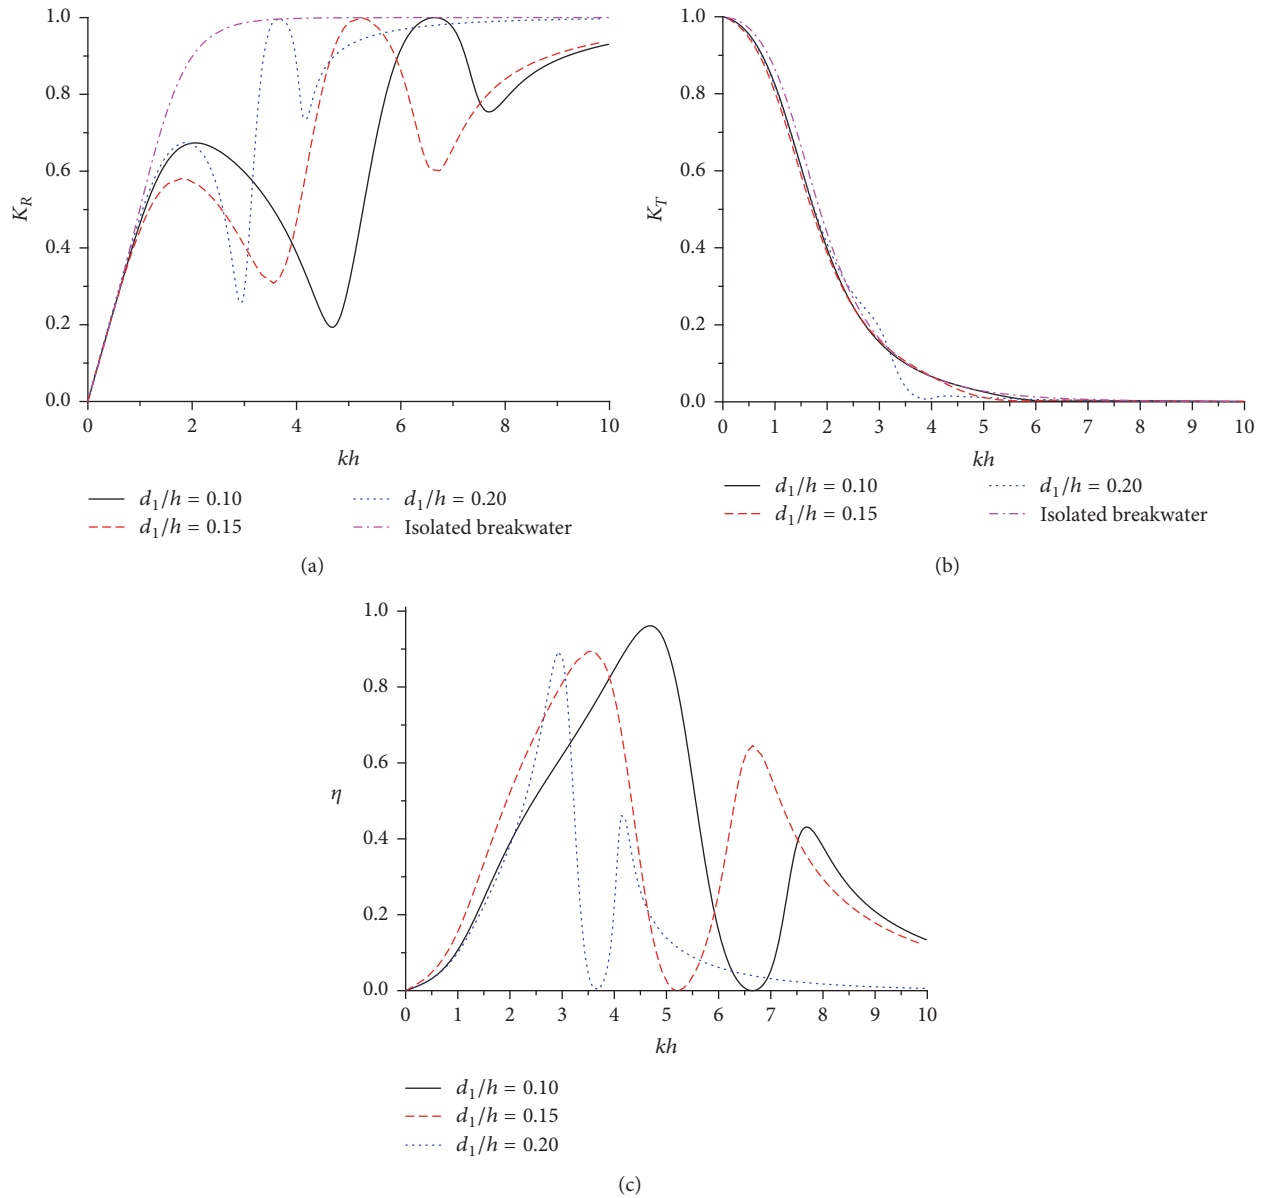 1.0
0.8
0.6
0.4
0.2
0.0
K_R
0 2 4 6 8 10
kh
d_1/h = 0.10
d_1/h = 0.15
d_1/h = 0.20
Isolated breakwater
(a)
1.0
0.8
0.6
0.4
0.2
0.0
K_T
0 1 2 3 4 5 6 7 8 9 10
kh
d_1/h = 0.10
d_1/h = 0.15
d_1/h = 0.20
Isolated breakwater
(b)
1.0
0.8
0.6
0.4
0.2
0.0
η
0 1 2 3 4 5 6 7 8 9 10
kh
d_1/h = 0.10
d_1/h = 0.15
d_1/h = 0.20
(c)